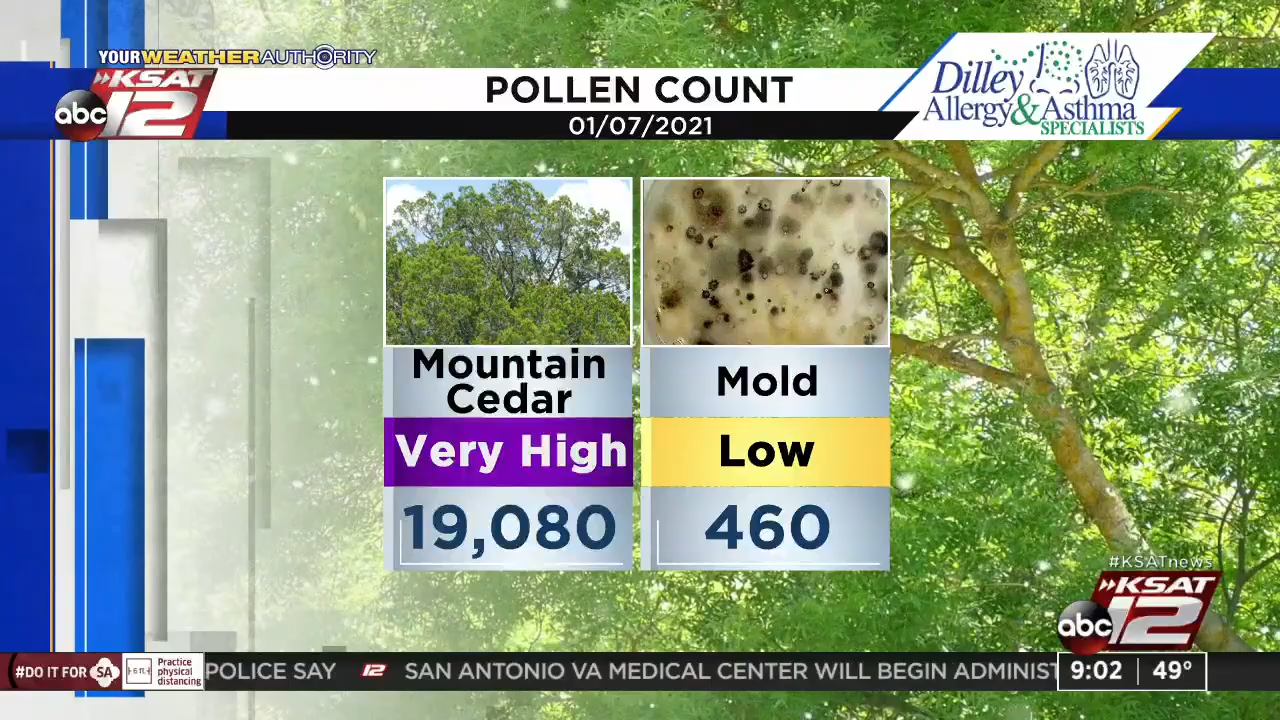 YOURWEATHERAUTHORITY
KSAT
abc 12
POLLEN COUNT
01/07/2021
Dilley
Allergy&Asthma
SPECIALISTS
Mountain
Cedar
Very High
19,080
Mold
Low
460
#KSATnews
KSAT
abc 12
#DO IT FOR SA
6 FT
Practice
physical
distancing
POLICE SAY 12 SAN ANTONIO VA MEDICAL CENTER WILL BEGIN ADMINIST
9:02 49°